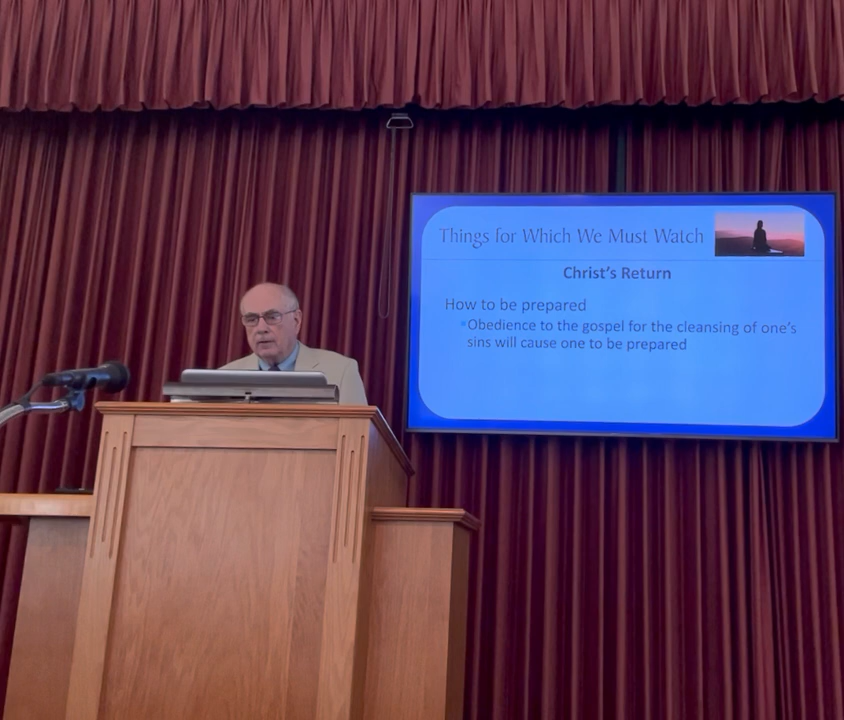 Things for Which We Must Watch
Christ's Return
How to be prepared
•Obedience to the gospel for the cleansing of one's
sins will cause one to be prepared